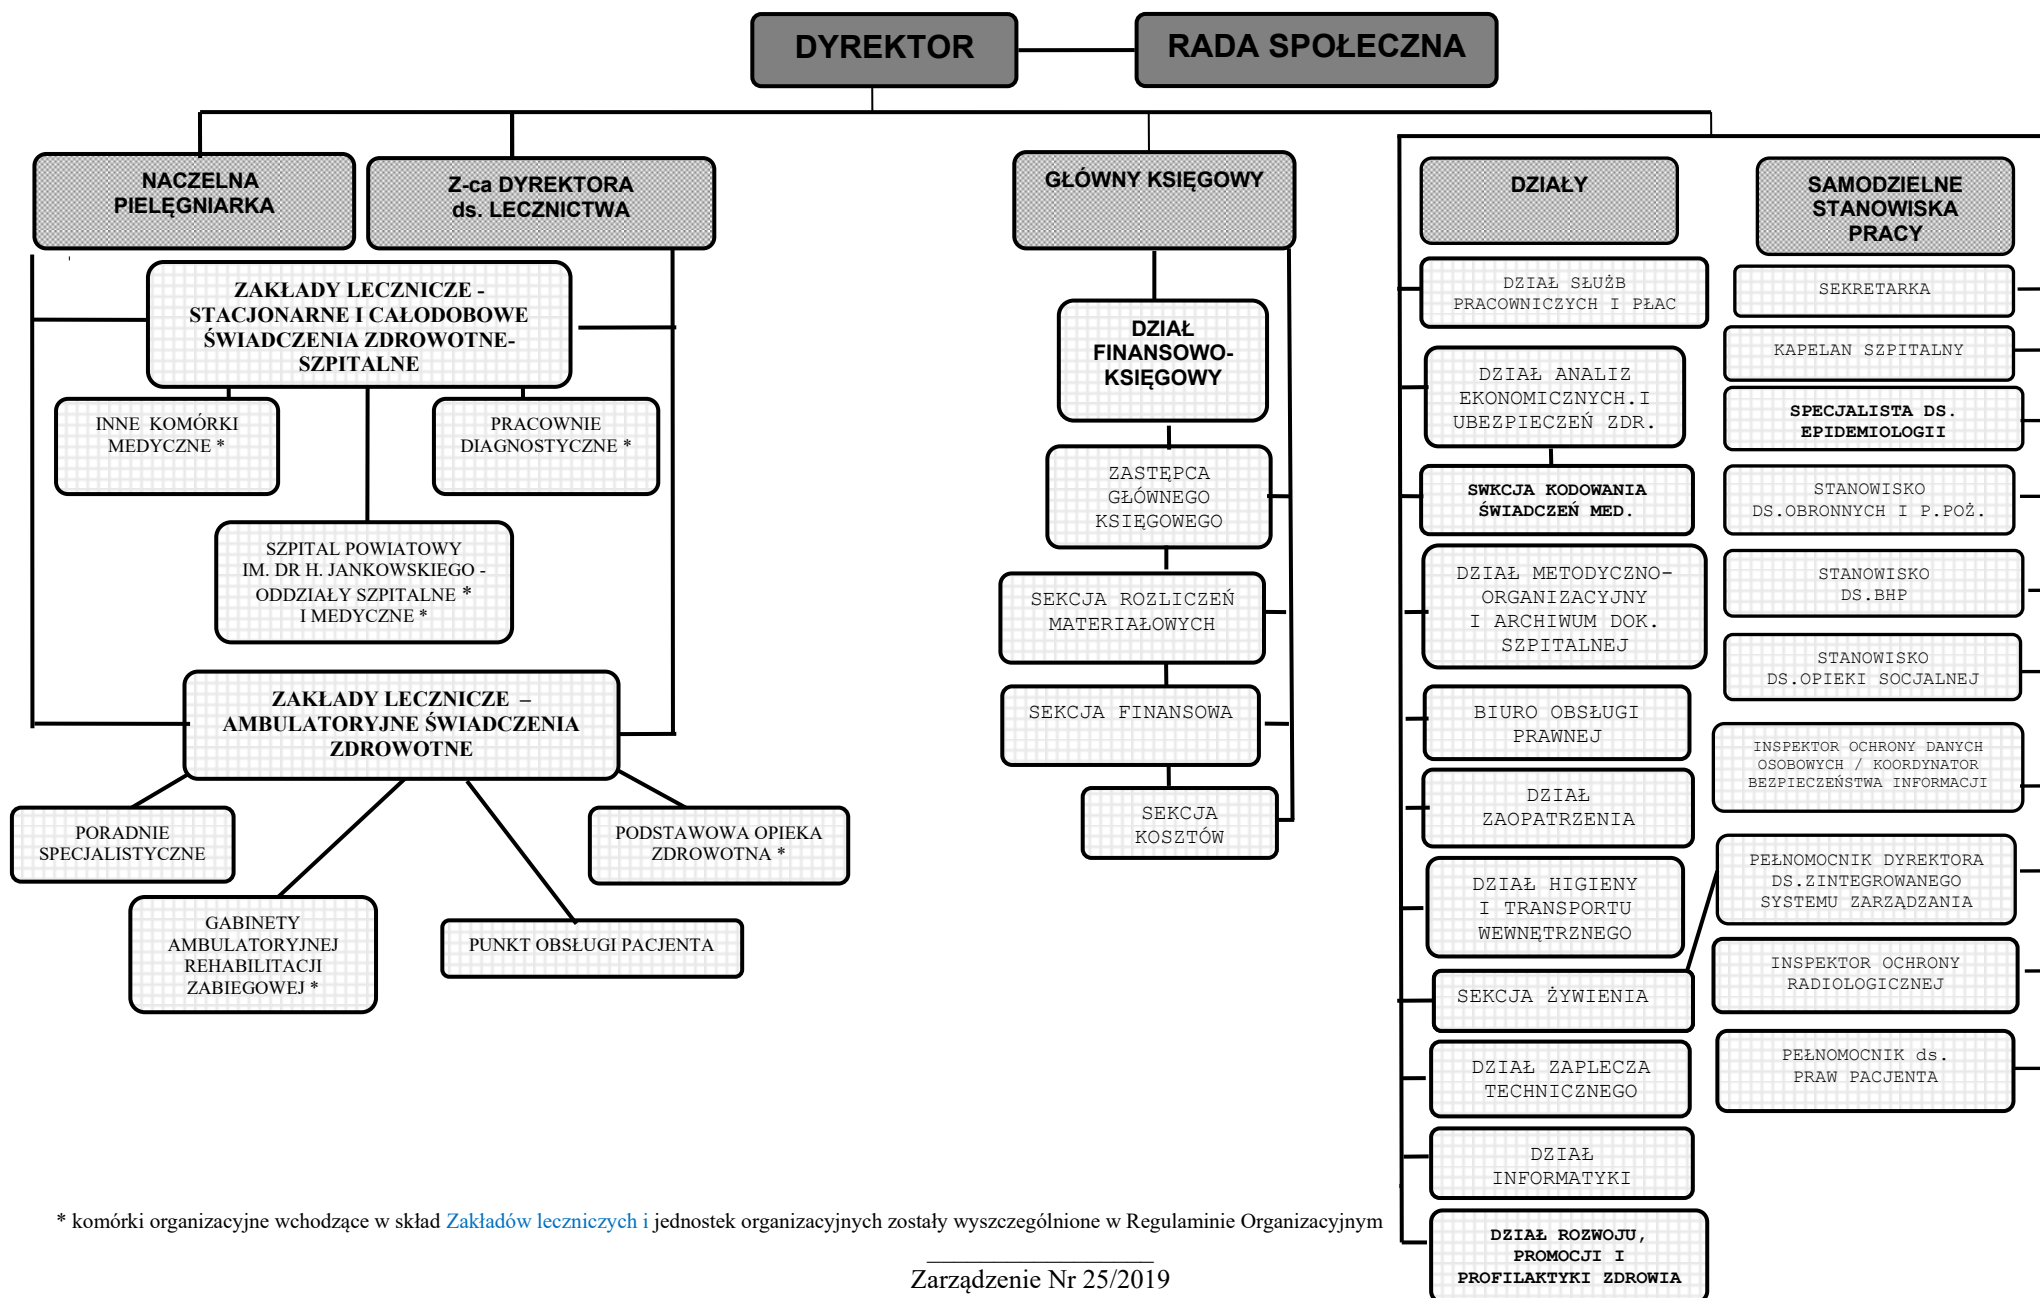 DYREKTOR
RADA SPOŁECZNA
NACZELNA
PIELĘGNIARKA
Z-ca DYREKTORA
ds. LECZNICTWA
ZAKŁADY LECZNICZE -
STACJONARNE I CAŁODOBOWE
ŚWIADCZENIA ZDROWOTNE-
SZPITALNE
INNE KOMÓRKI
MEDYCZNE *
PRACOWNIE
DIAGNOSTYCZNE *
SZPITAL POWIATOWY
IM. DR H. JANKOWSKIEGO -
ODDZIAŁY SZPITALNE *
I MEDYCZNE *
ZAKŁADY LECZNICZE –
AMBULATORYJNE ŚWIADCZENIA
ZDROWOTNE
PORADNIE
SPECJALISTYCZNE
GABINETY
AMBULATORYJNEJ
REHABILITACJI
ZABIEGOWEJ *
PUNKT OBSŁUGI PACJENTA
PODSTAWOWA OPIEKA
ZDROWOTNA *
GŁÓWNY KSIĘGOWY
DZIAŁ
FINANSOWO-
KSIĘGOWY
ZASTĘPCA
GŁÓWNEGO
KSIĘGOWEGO
SEKCJA ROZLICZEŃ
MATERIAŁOWYCH
SEKCJA FINANSOWA
SEKCJA
KOSZTÓW
DZIAŁY
DZIAŁ SŁUŻB
PRACOWNICZYCH I PŁAC
DZIAŁ ANALIZ
EKONOMICZNYCH.I
UBEZPIECZEŃ ZDR.
SWKCJA KODOWANIA
ŚWIADCZEŃ MED.
DZIAŁ METODYCZNO-
ORGANIZACYJNY
I ARCHIWUM DOK.
SZPITALNEJ
BIURO OBSŁUGI
PRAWNEJ
DZIAŁ
ZAOPATRZENIA
DZIAŁ HIGIENY
I TRANSPORTU
WEWNĘTRZNEGO
SEKCJA ŻYWIENIA
DZIAŁ ZAPLECZA
TECHNICZNEGO
DZIAŁ
INFORMATYKI
DZIAŁ ROZWOJU,
PROMOCJI I
PROFILAKTYKI ZDROWIA
SAMODZIELNE
STANOWISKA
PRACY
SEKRETARKA
KAPELAN SZPITALNY
SPECJALISTA DS.
EPIDEMIOLOGII
STANOWISKO
DS.OBRONNYCH I P.POŻ.
STANOWISKO
DS.BHP
STANOWISKO
DS.OPIEKI SOCJALNEJ
INSPEKTOR OCHRONY DANYCH
OSOBOWYCH / KOORDYNATOR
BEZPIECZEŃSTWA INFORMACJI
PEŁNOMOCNIK DYREKTORA
DS.ZINTEGROWANEGO
SYSTEMU ZARZĄDZANIA
INSPEKTOR OCHRONY
RADIOLOGICZNEJ
PEŁNOMOCNIK ds.
PRAW PACJENTA
* komórki organizacyjne wchodzące w skład Zakładów leczniczych i jednostek organizacyjnych zostały wyszczególnione w Regulaminie Organizacyjnym
Zarządzenie Nr 25/2019